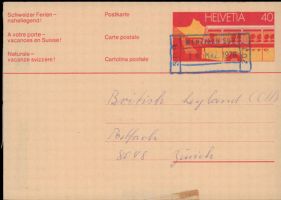 Schweizer Ferien –
naheliegend!
Postkarte
HELVETIA 40
A votre porte –
vacances en Suisse!
Carte postale
Naturale –
vacanze svizzere!
Cartolina postale
British Leyland (CH)
Postfach
Zürich